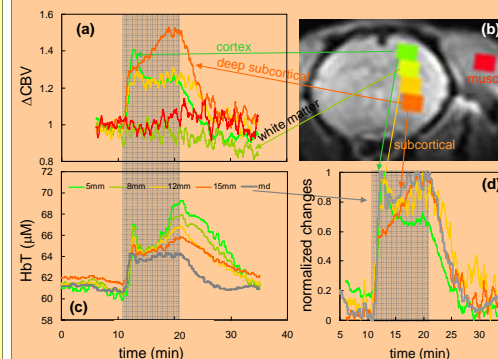 (a)
ΔCBV
1.6
1.4
1.2
1
0.8
cortex
deep subcortical
white matter
(b)
subcortical
72
70
68
66
64
62
60
HbT (μM)
5mm 8mm 12mm 15mm md
(c)
0 10 20 30 40
time (min)
(d)
normalized changes
1
0.8
0.6
0.4
0.2
0
5 10 15 20 25 30
time (min)